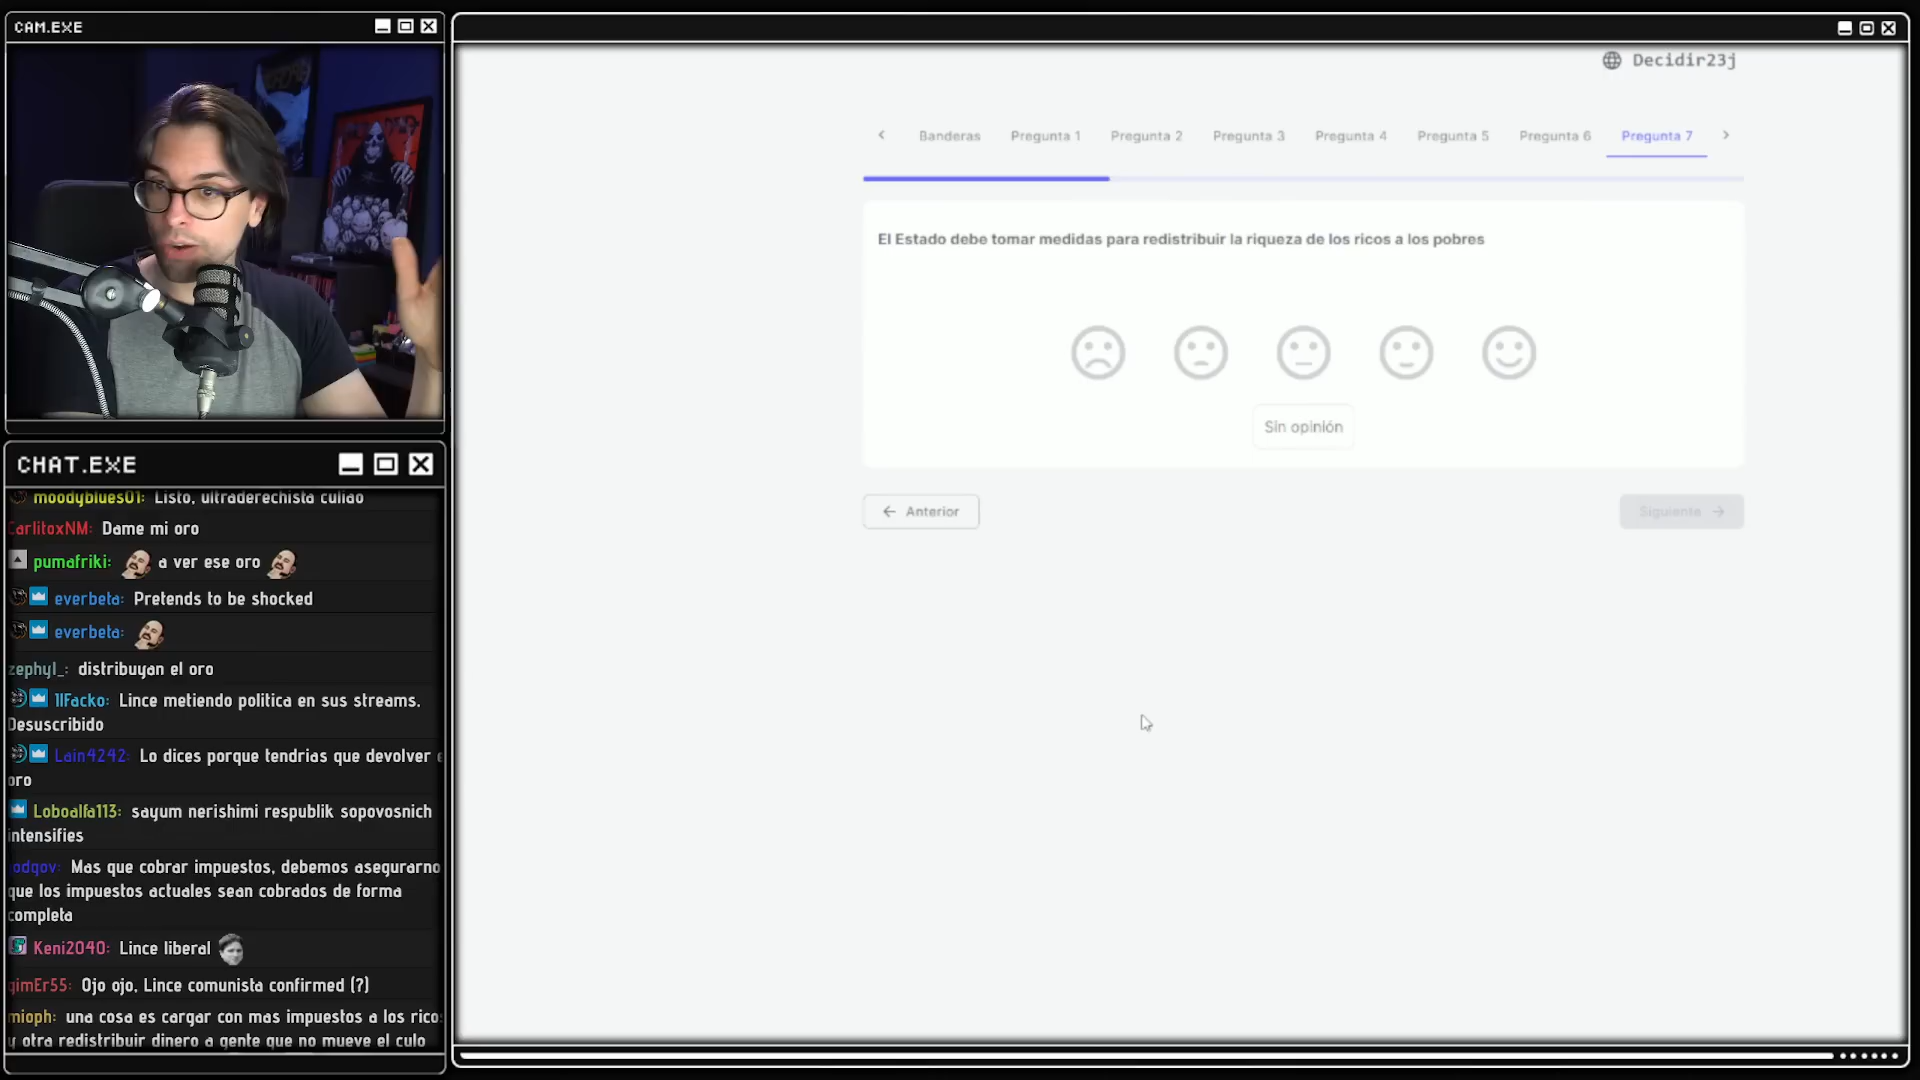 CAM.EXE
CHAT.EXE
moodyblues01: Listo, ultraderechista culiao
CarlitoxNM: Dame mi oro
pumafriki: a ver ese oro
everbeta: Pretends to be shocked
everbeta:
zephyl_: distribuyan el oro
11Facko: Lince metiendo politica en sus streams.
Desuscribido
Lain4242: Lo dices porque tendrias que devolver e
oro
Loboalfa113: sayum nerishimi respublik sopovosnich
intensifies
odgov: Mas que cobrar impuestos, debemos asegurarno
que los impuestos actuales sean cobrados de forma
completa
Keni2040: Lince liberal
gimEr55: Ojo ojo, Lince comunista confirmed (?)
mioph: una cosa es cargar con mas impuestos a los rico
y otra redistribuir dinero a gente que no mueve el culo
Decidir23j
Banderas Pregunta 1 Pregunta 2 Pregunta 3 Pregunta 4 Pregunta 5 Pregunta 6 Pregunta 7
El Estado debe tomar medidas para redistribuir la riqueza de los ricos a los pobres
Sin opinión
← Anterior
Siguiente →